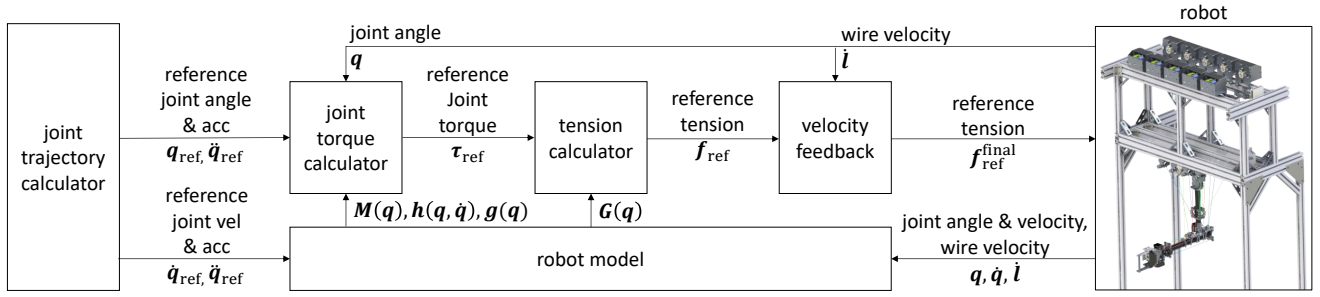 robot
joint angle
q
wire velocity
l̇
reference
joint angle
& acc
q_ref, q̈_ref
reference
Joint
torque
τ_ref
reference
tension
f_ref
reference
tension
f_ref^final
joint
trajectory
calculator
joint
torque
calculator
tension
calculator
velocity
feedback
reference
joint vel
& acc
q̇_ref, q̈_ref
M(q), h(q, q̇), g(q)
G(q)
robot model
joint angle & velocity,
wire velocity
q, q̇, l̇